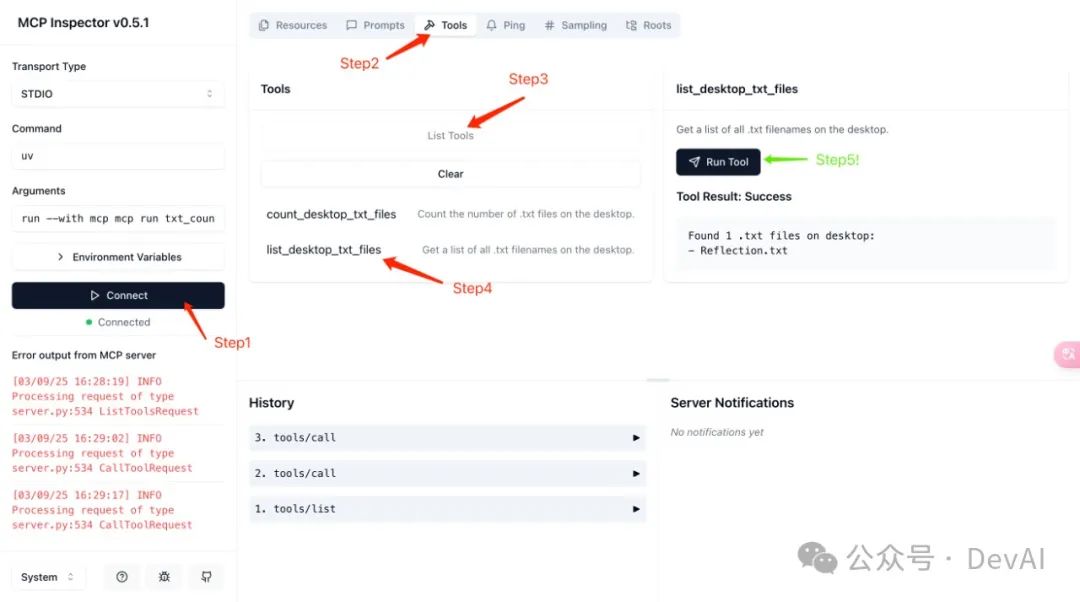 MCP Inspector v0.5.1
Transport Type
STDIO
Command
uv
Arguments
run --with mcp mcp run txt_coun
Environment Variables
Connect
Connected
Step1
Error output from MCP server
[03/09/25 16:28:19] INFO
Processing request of type
server.py:534 ListToolsRequest
[03/09/25 16:29:02] INFO
Processing request of type
server.py:534 CallToolRequest
[03/09/25 16:29:17] INFO
Processing request of type
server.py:534 CallToolRequest
System
Resources Prompts Tools Ping Sampling Roots
Step2
Step3
Tools
List Tools
Clear
count_desktop_txt_files Count the number of .txt files on the desktop.
list_desktop_txt_files Get a list of all .txt filenames on the desktop.
Step4
list_desktop_txt_files
Get a list of all .txt filenames on the desktop.
Run Tool Step5!
Tool Result: Success
Found 1 .txt files on desktop:
- Reflection.txt
History
3. tools/call
2. tools/call
1. tools/list
Server Notifications
No notifications yet
公众号 · DevAI